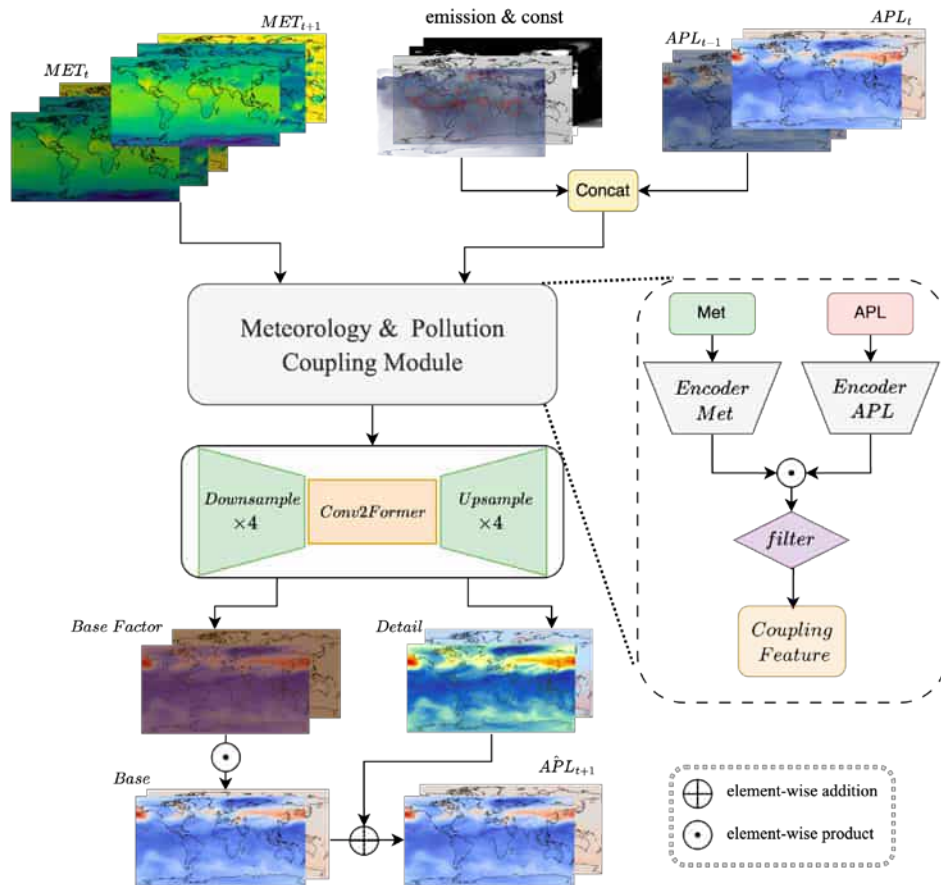 MET_{t+1}
emission & const
APL_t
MET_t
APL_{t-1}
Concat
Meteorology & Pollution
Coupling Module
Met
APL
Encoder
Met
Encoder
APL
Downsample
×4
Conv2Former
Upsample
×4
filter
Base Factor
Detail
Coupling
Feature
Base
A\hat{P}L_{t+1}
element-wise addition
element-wise product